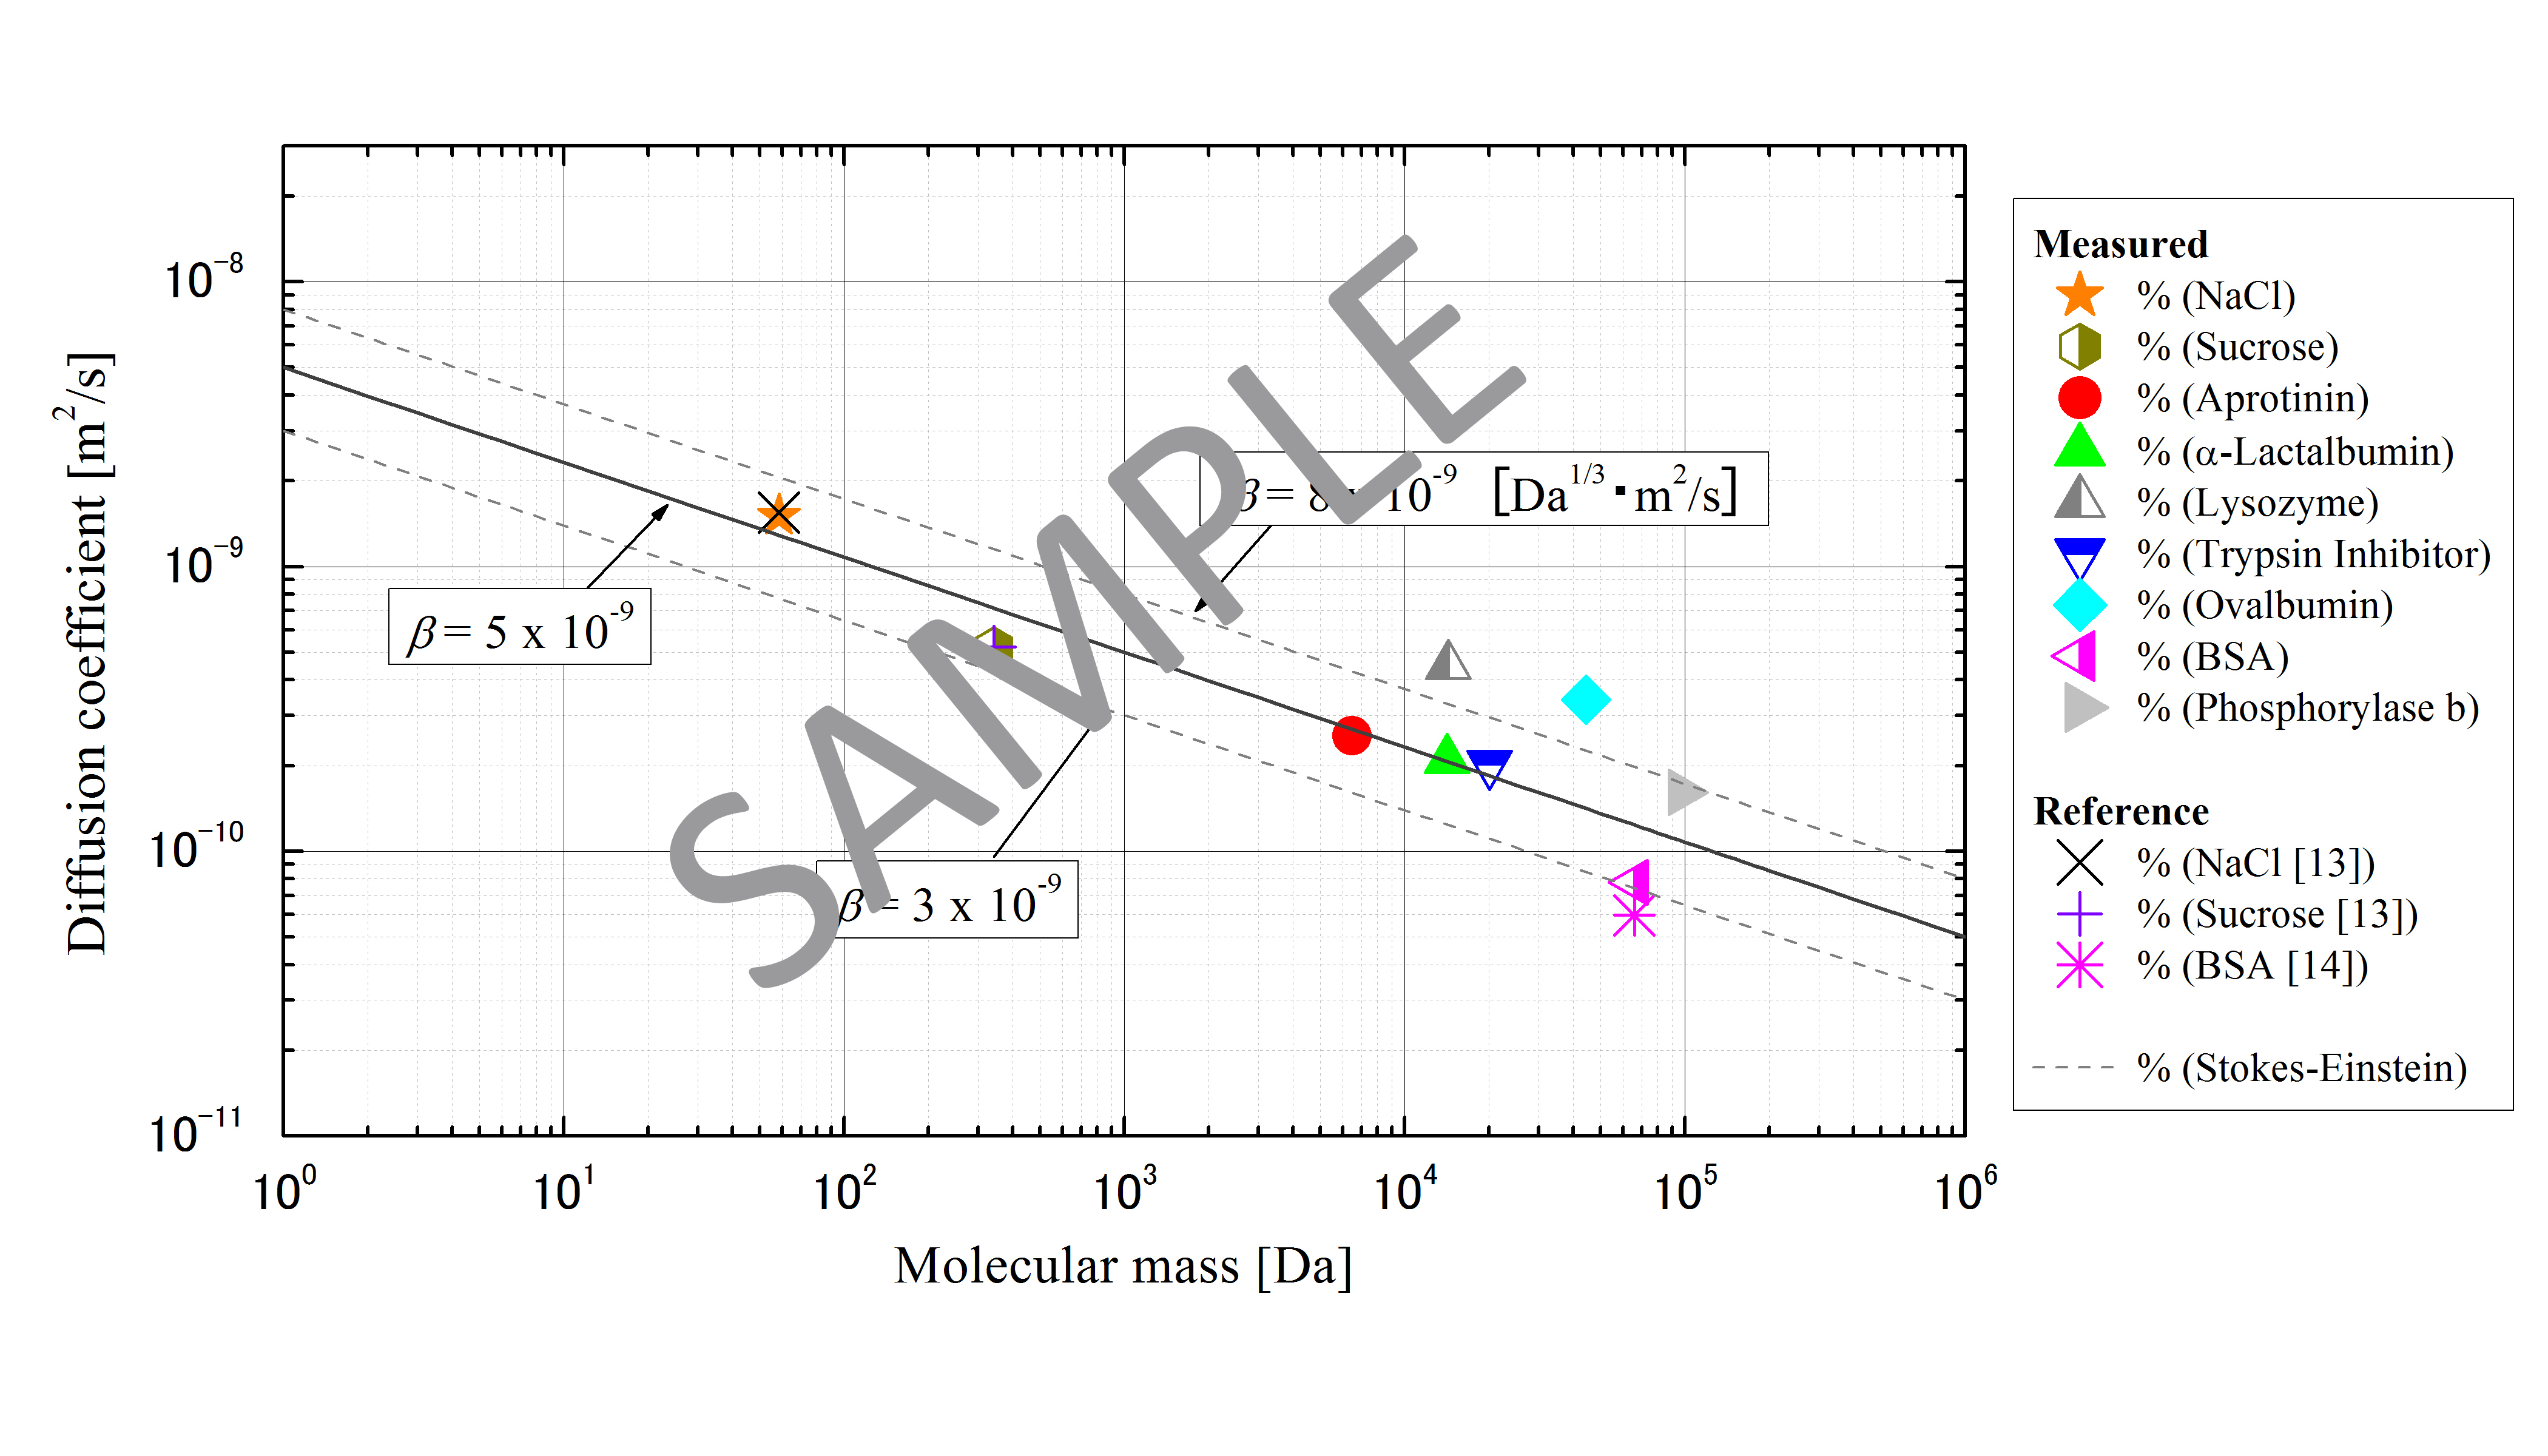 Diffusion coefficient [m²/s]
10⁻⁸
10⁻⁹
10⁻¹⁰
10⁻¹¹
10⁰ 10¹ 10² 10³ 10⁴ 10⁵ 10⁶
Molecular mass [Da]
β = 8 x 10⁻⁹ [Da¹ᐟ³・m²/s]
β = 5 x 10⁻⁹
β = 3 x 10⁻⁹
SAMPLE
Measured
% (NaCl)
% (Sucrose)
% (Aprotinin)
% (α-Lactalbumin)
% (Lysozyme)
% (Trypsin Inhibitor)
% (Ovalbumin)
% (BSA)
% (Phosphorylase b)
Reference
% (NaCl [13])
% (Sucrose [13])
% (BSA [14])
% (Stokes-Einstein)